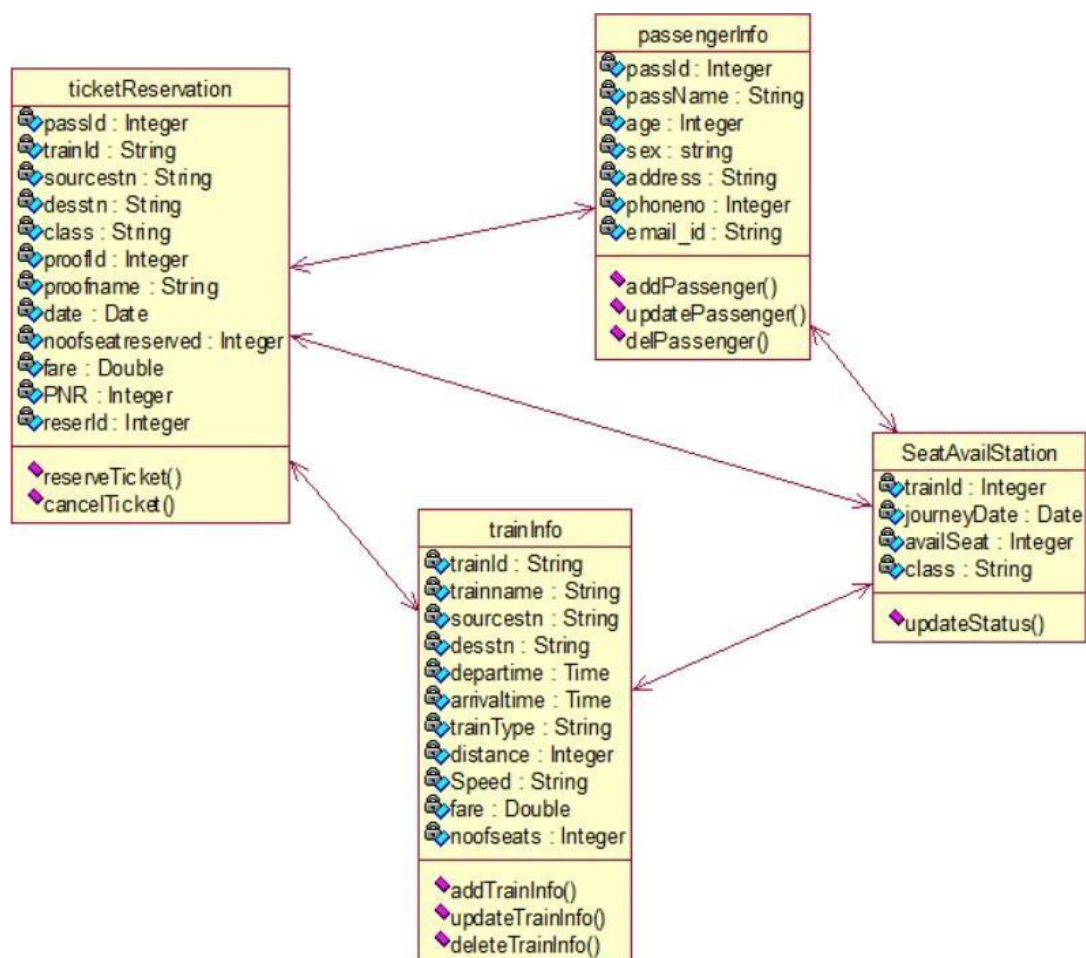 ticketReservation
passId : Integer
trainId : String
sourcestn : String
desstn : String
class : String
proofId : Integer
proofname : String
date : Date
noofseatreserved : Integer
fare : Double
PNR : Integer
reserId : Integer
reserveTicket()
cancelTicket()
passengerInfo
passId : Integer
passName : String
age : Integer
sex : string
address : String
phoneno : Integer
email_id : String
addPassenger()
updatePassenger()
delPassenger()
SeatAvailStation
trainId : Integer
journeyDate : Date
availSeat : Integer
class : String
updateStatus()
trainInfo
trainId : String
trainname : String
sourcestn : String
desstn : String
departime : Time
arrivaltime : Time
trainType : String
distance : Integer
Speed : String
fare : Double
noofseats : Integer
addTrainInfo()
updateTrainInfo()
deleteTrainInfo()